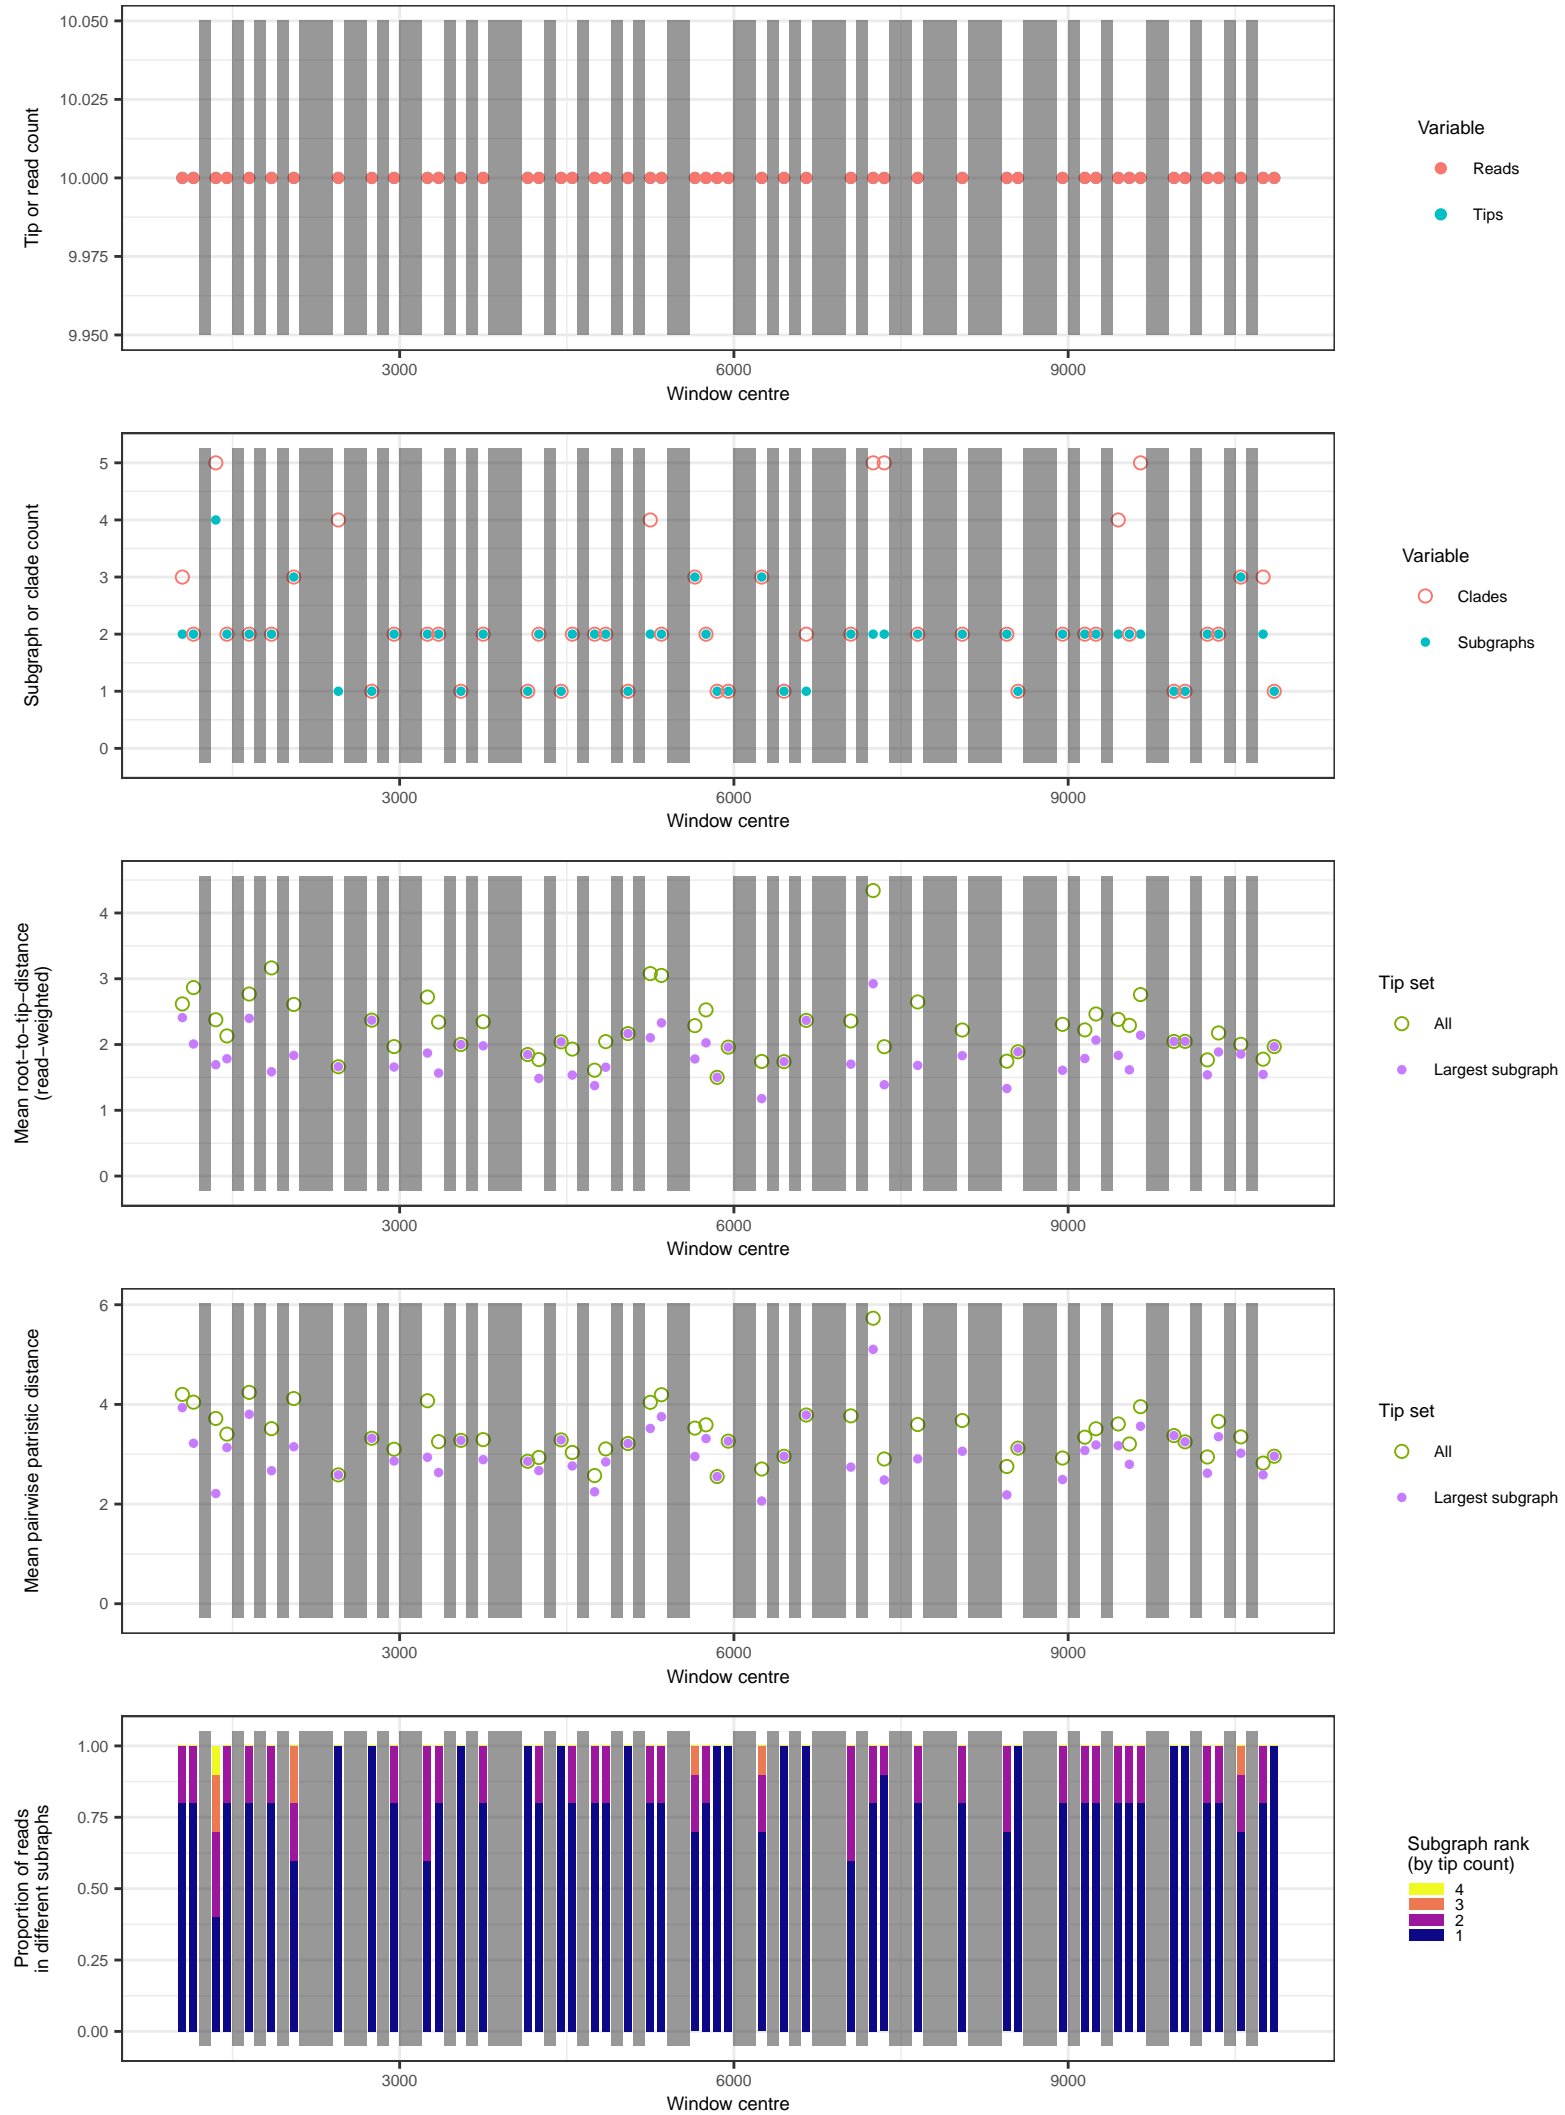 10.050
10.025
10.000
9.975
9.950
Tip or read count
3000 6000 9000
Window centre
Variable
Reads
Tips
5
4
3
2
1
0
Subgraph or clade count
3000 6000 9000
Window centre
Variable
Clades
Subgraphs
4
3
2
1
0
Mean root−to−tip−distance
(read−weighted)
3000 6000 9000
Window centre
Tip set
All
Largest subgraph
6
4
2
0
Mean pairwise patristic distance
3000 6000 9000
Window centre
Tip set
All
Largest subgraph
1.00
0.75
0.50
0.25
0.00
Proportion of reads
in different subraphs
3000 6000 9000
Window centre
Subgraph rank
(by tip count)
4
3
2
1